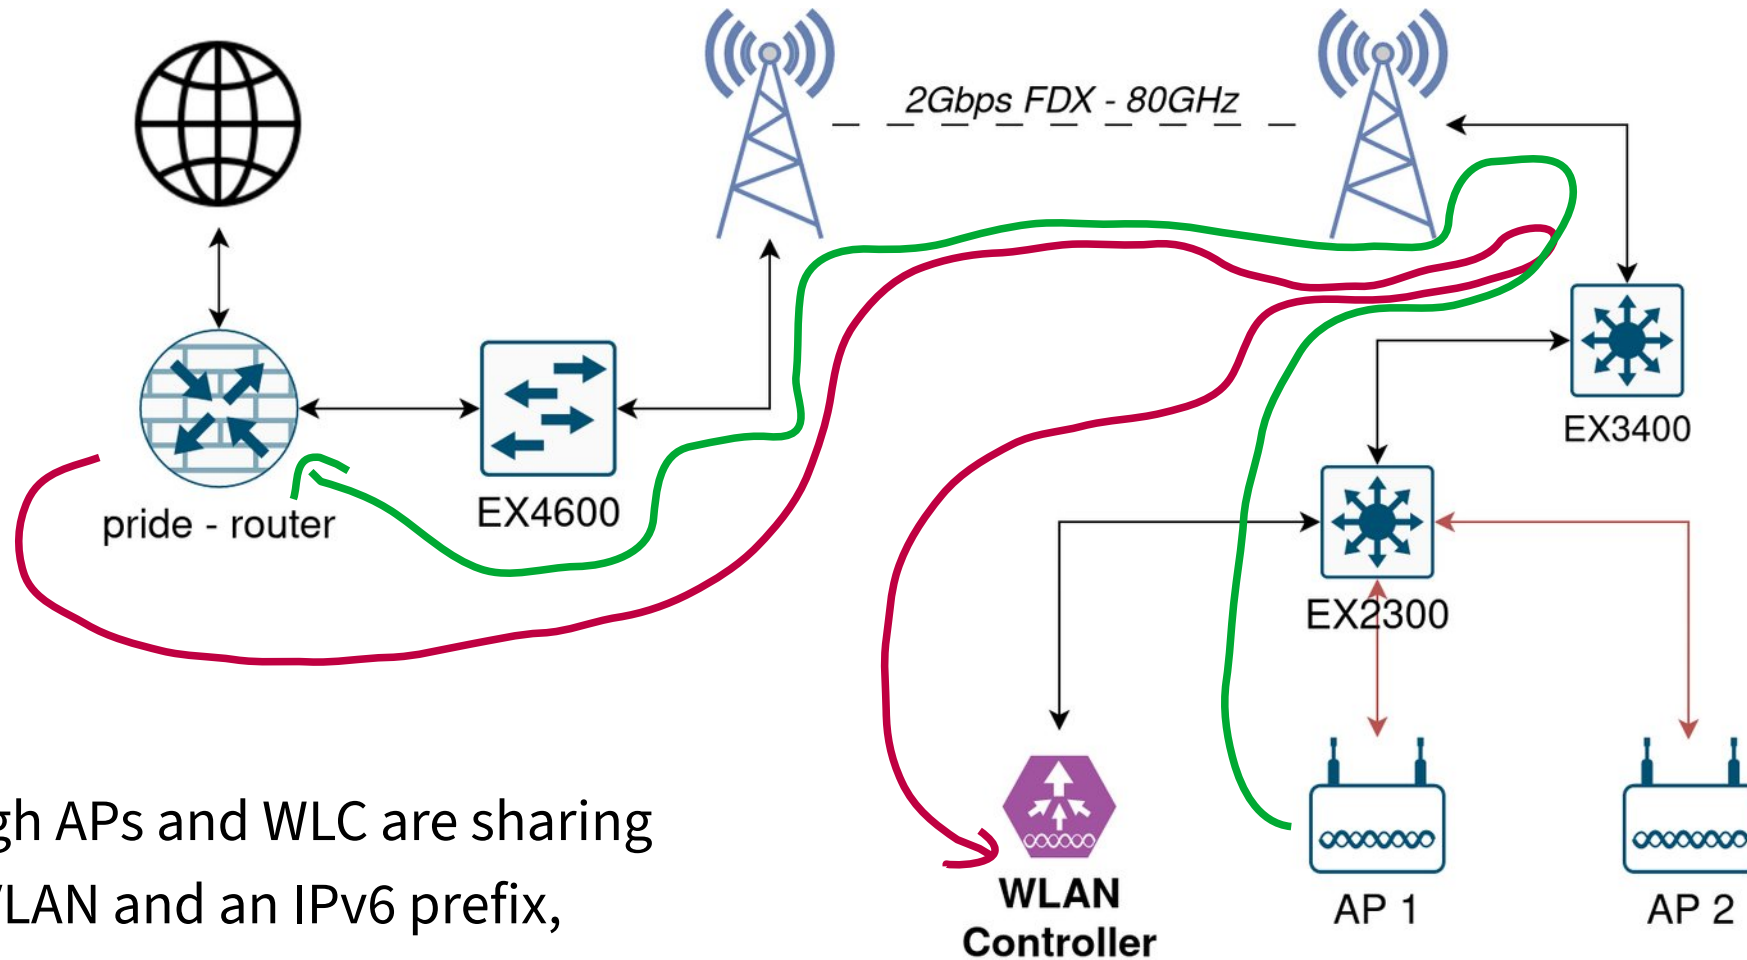 2Gbps FDX - 80GHz
EX3400
pride - router
EX4600
EX2300
gh APs and WLC are sharing
VLAN and an IPv6 prefix,
WLAN
Controller
AP 1
AP 2